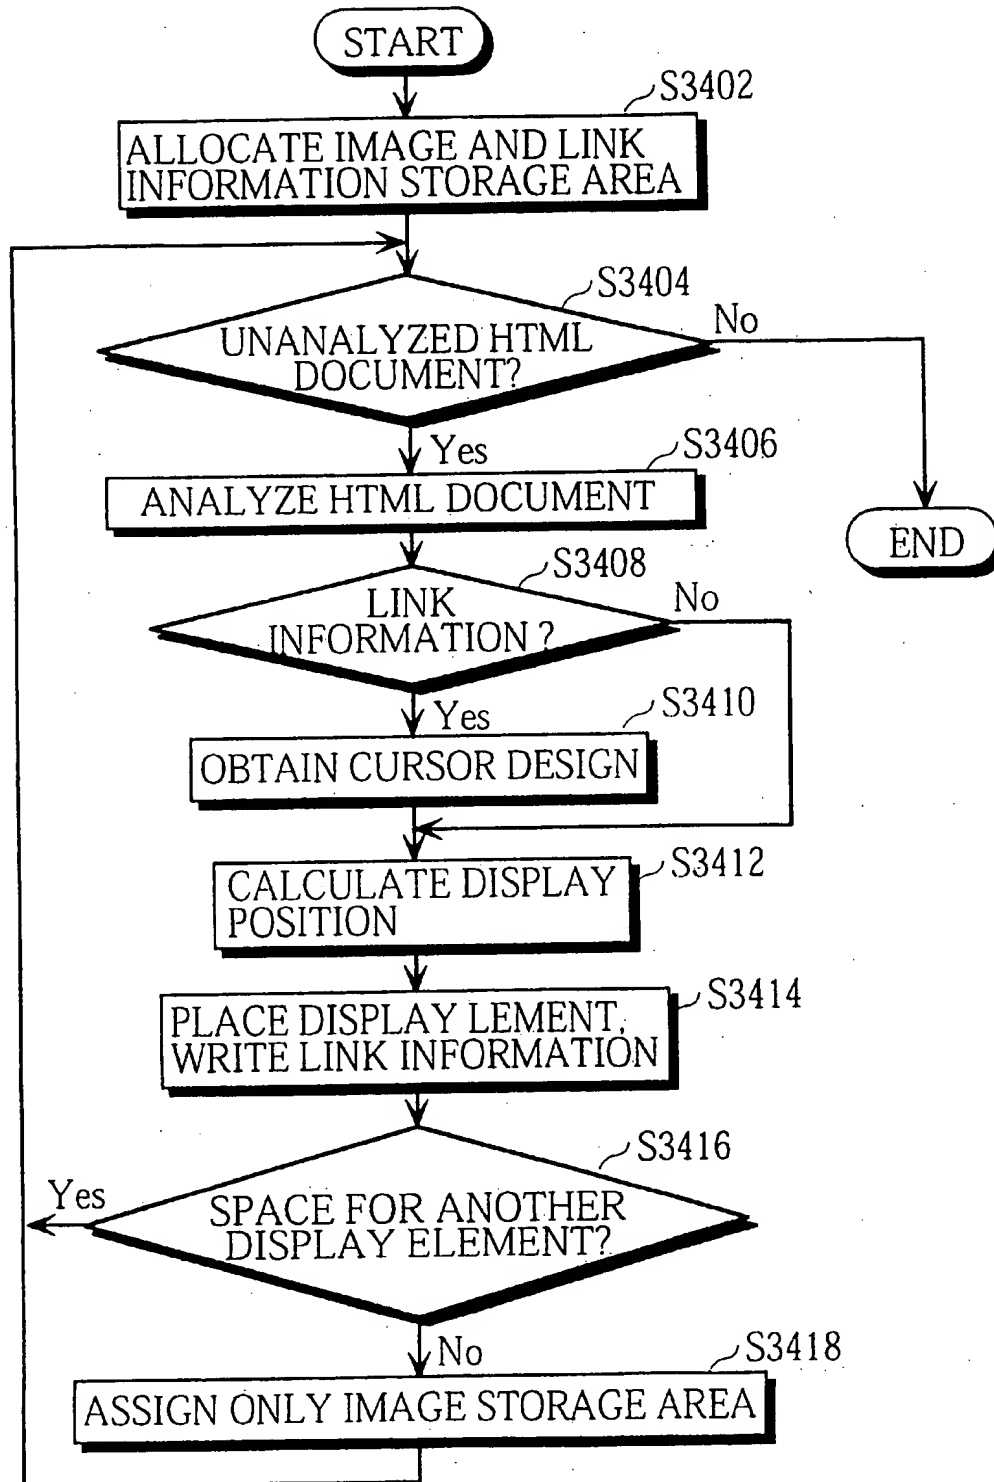 START
S3402
ALLOCATE IMAGE AND LINK
INFORMATION STORAGE AREA
S3404
UNANALYZED HTML
DOCUMENT?
No
Yes
S3406
ANALYZE HTML DOCUMENT
END
S3408
LINK
INFORMATION ?
No
Yes
S3410
OBTAIN CURSOR DESIGN
S3412
CALCULATE DISPLAY
POSITION
S3414
PLACE DISPLAY LEMENT,
WRITE LINK INFORMATION
S3416
Yes
SPACE FOR ANOTHER
DISPLAY ELEMENT?
No
S3418
ASSIGN ONLY IMAGE STORAGE AREA